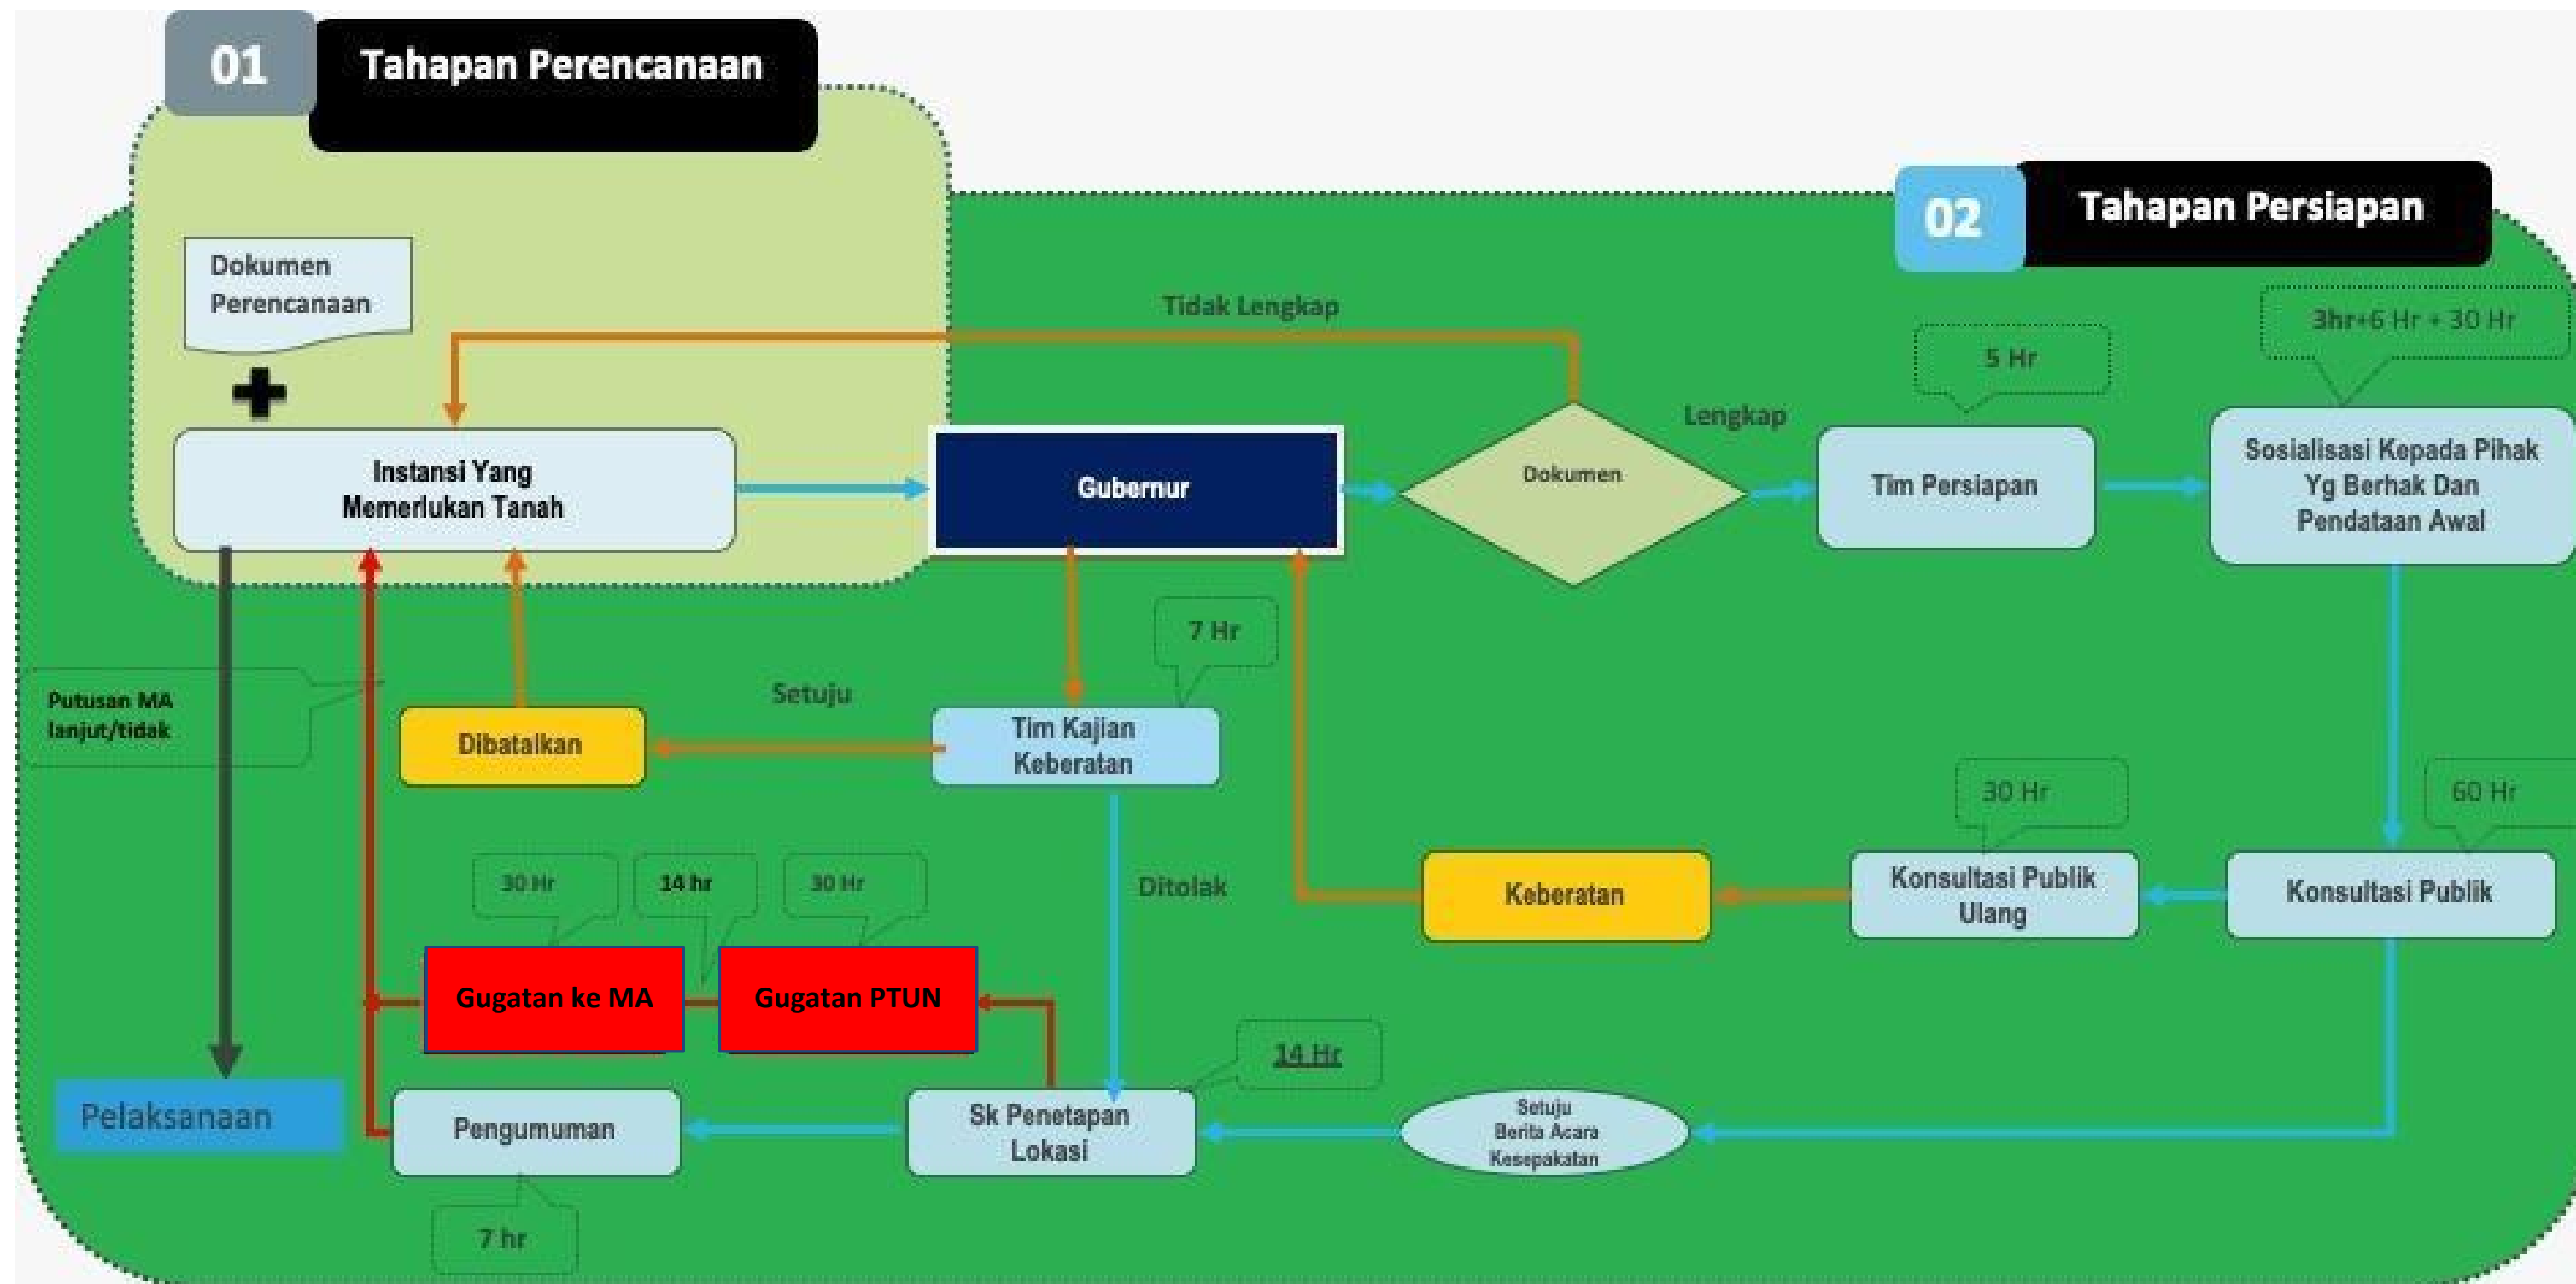 01
Tahapan Perencanaan
02
Tahapan Persiapan
Dokumen
Perencanaan
Tidak Lengkap
3hr+6 Hr + 30 Hr
5 Hr
Lengkap
Instansi Yang
Memerlukan Tanah
Gubernur
Dokumen
Tim Persiapan
Sosialisasi Kepada Pihak
Yg Berhak Dan
Pendataan Awal
7 Hr
Putusan MA
lanjut/tidak
Setuju
Dibatalkan
Tim Kajian
Keberatan
30 Hr
60 Hr
30 Hr
14 hr
30 Hr
Ditolak
Keberatan
Konsultasi Publik
Ulang
Konsultasi Publik
Gugatan ke MA
Gugatan PTUN
14 Hr
Pelaksanaan
Pengumuman
Sk Penetapan
Lokasi
Setuju
Berita Acara
Kesepakatan
7 hr